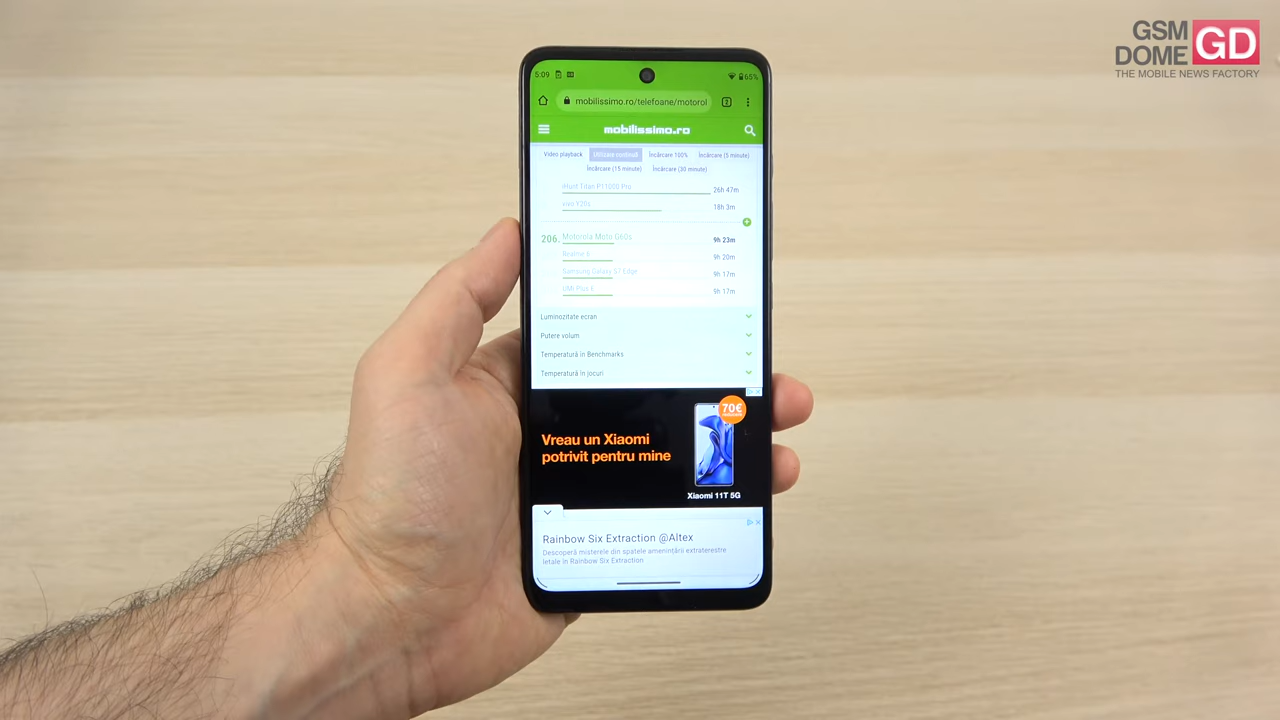 GSM
DOME GD
THE MOBILE NEWS FACTORY
5:09
65%
mobilissimo.ro/telefoane/motorol
2
mobilissimo.ro
Video playback Utilizare continuă Încărcare 100% Încărcare (5 minute)
Încărcare (15 minute) Încărcare (30 minute)
iHunt Titan P11000 Pro 26h 47m
vivo Y20s 18h 3m
206. Motorola Moto G60s 9h 23m
Realme 6 9h 20m
Samsung Galaxy S7 Edge 9h 17m
UMi Plus E 9h 17m
Luminozitate ecran
Putere volum
Temperatură în Benchmarks
Temperatură în jocuri
70€
Vreau un Xiaomi
potrivit pentru mine
Xiaomi 11T 5G
Rainbow Six Extraction @Altex
Descoperă misterele din spatele amenințării extraterestre
letale în Rainbow Six Extraction